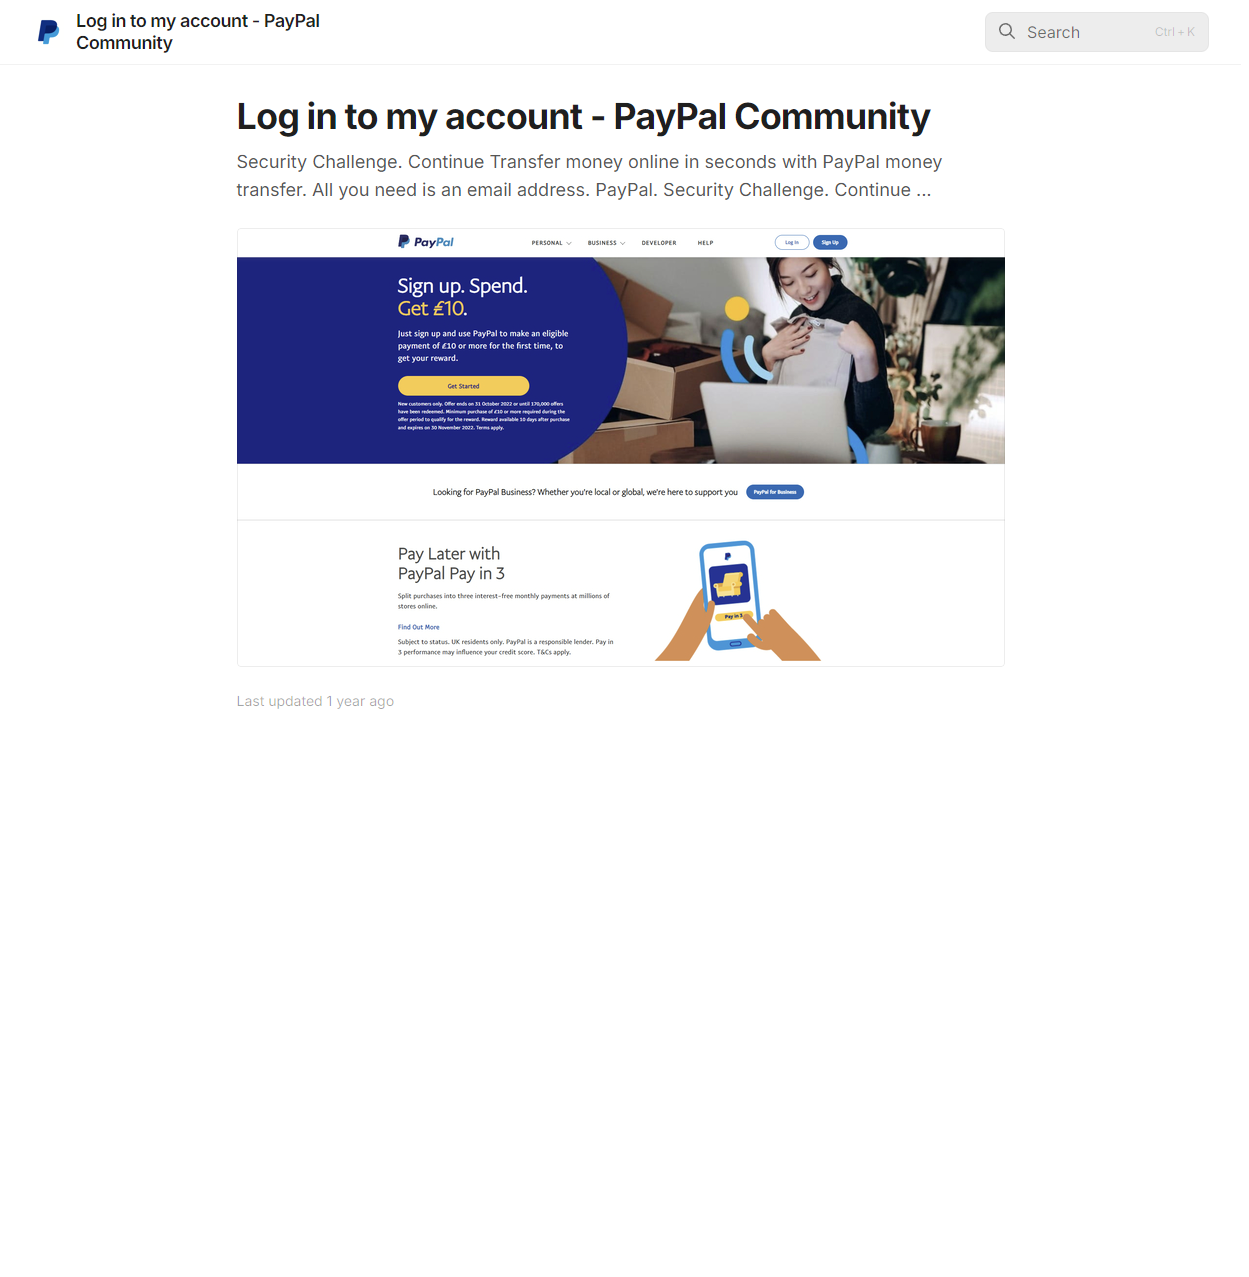 Log in to my account - PayPal
Community
Search
Ctrl + K
Log in to my account - PayPal Community
Security Challenge. Continue Transfer money online in seconds with PayPal money
transfer. All you need is an email address. PayPal. Security Challenge. Continue ...
PayPal
PERSONAL
BUSINESS
DEVELOPER
HELP
Log In
Sign Up
Sign up. Spend.
Get £10.
Just sign up and use PayPal to make an eligible
payment of £10 or more for the first time, to
get your reward.
Get Started
New customers only. Offer ends on 31 October 2022 or until 170,000 offers
have been redeemed. Minimum purchase of £10 or more required during the
offer period to qualify for the reward. Reward available 10 days after purchase
and expires on 30 November 2022. Terms apply.
Looking for PayPal Business? Whether you're local or global, we're here to support you
PayPal for Business
Pay Later with
PayPal Pay in 3
Split purchases into three interest-free monthly payments at millions of
stores online.
Find Out More
Subject to status. UK residents only. PayPal is a responsible lender. Pay in
3 performance may influence your credit score. T&Cs apply.
Pay in 3
Last updated 1 year ago